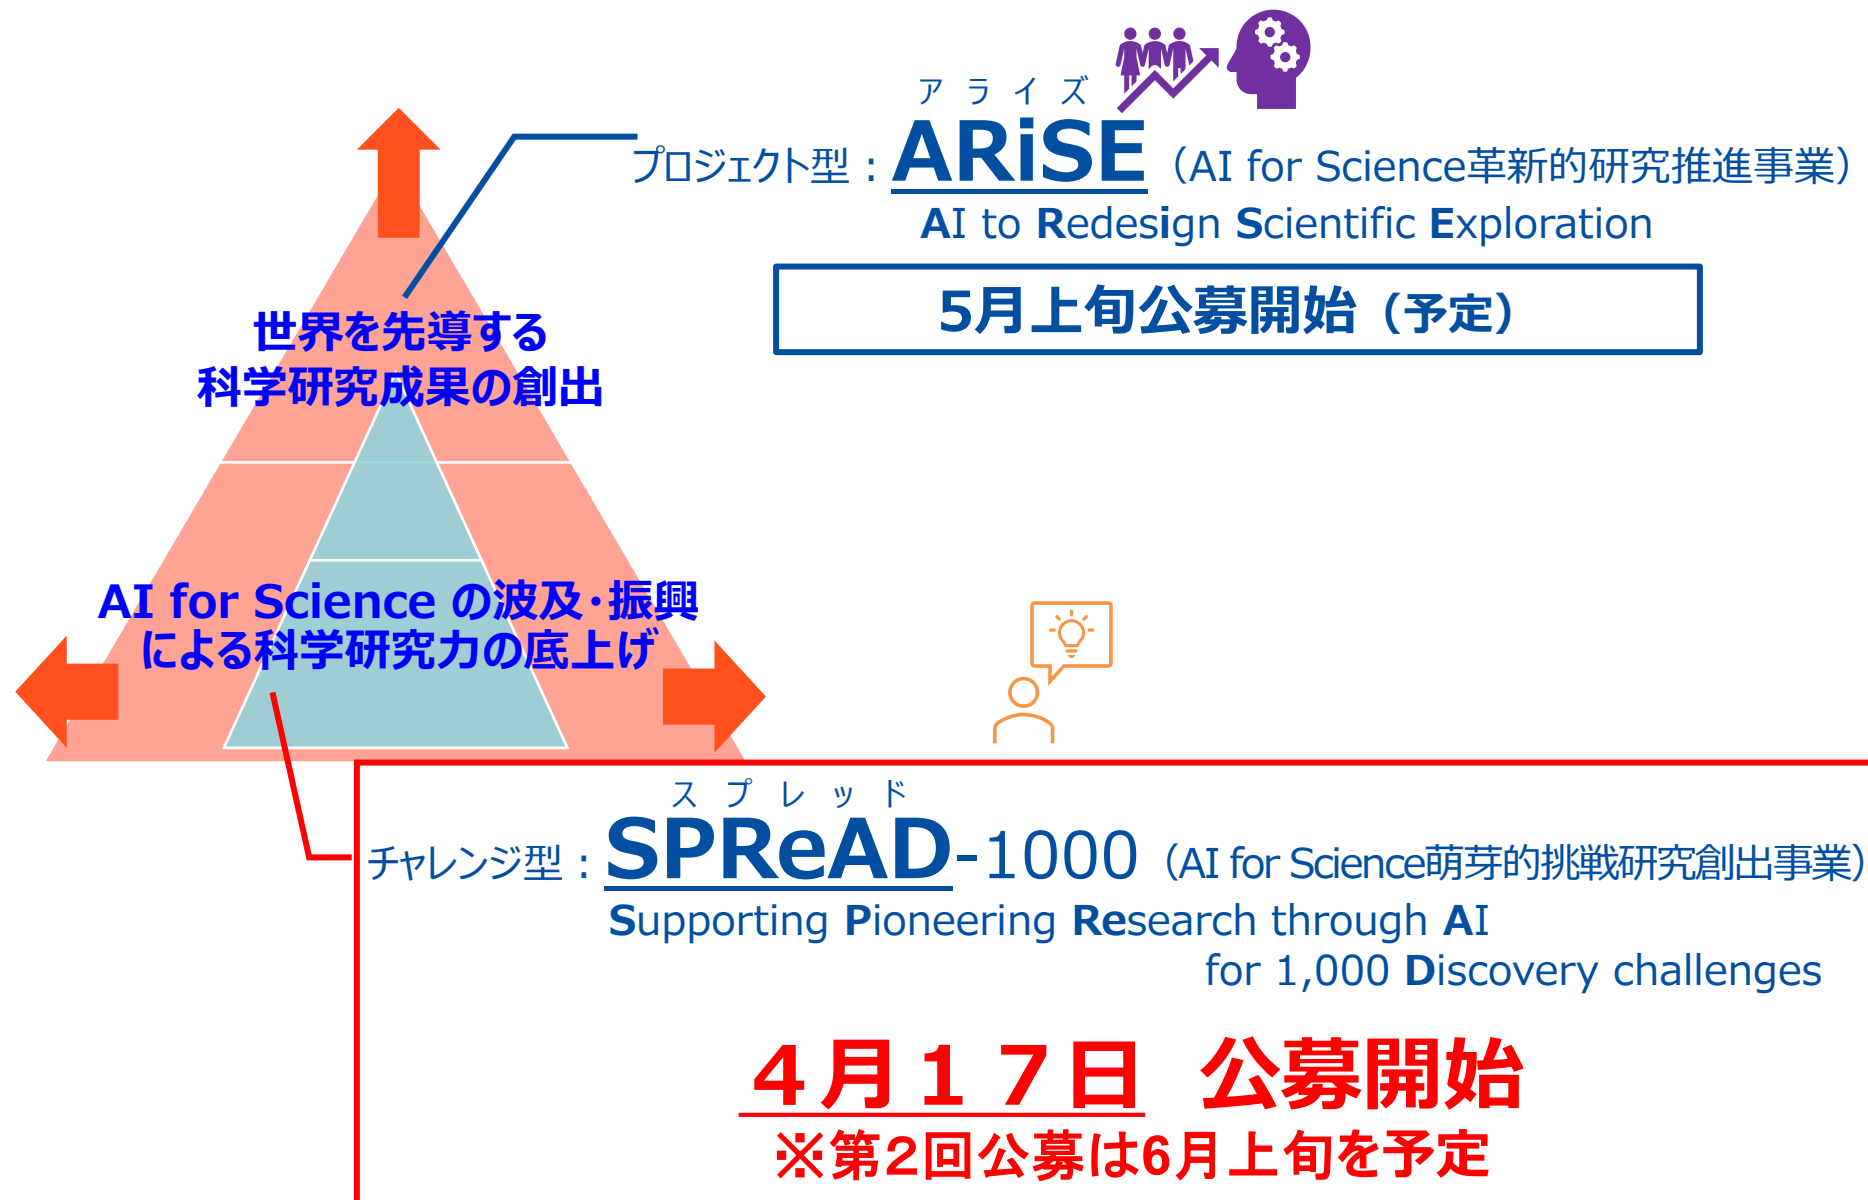 アライズ
プロジェクト型：ARiSE（AI for Science革新的研究推進事業）
AI to Redesign Scientific Exploration
5月上旬公募開始（予定）
世界を先導する
科学研究成果の創出
AI for Science の波及・振興
による科学研究力の底上げ
スプレッド
チャレンジ型：SPReAD-1000（AI for Science萌芽的挑戦研究創出事業）
Supporting Pioneering Research through AI
for 1,000 Discovery challenges
４月１７日 公募開始
※第2回公募は6月上旬を予定